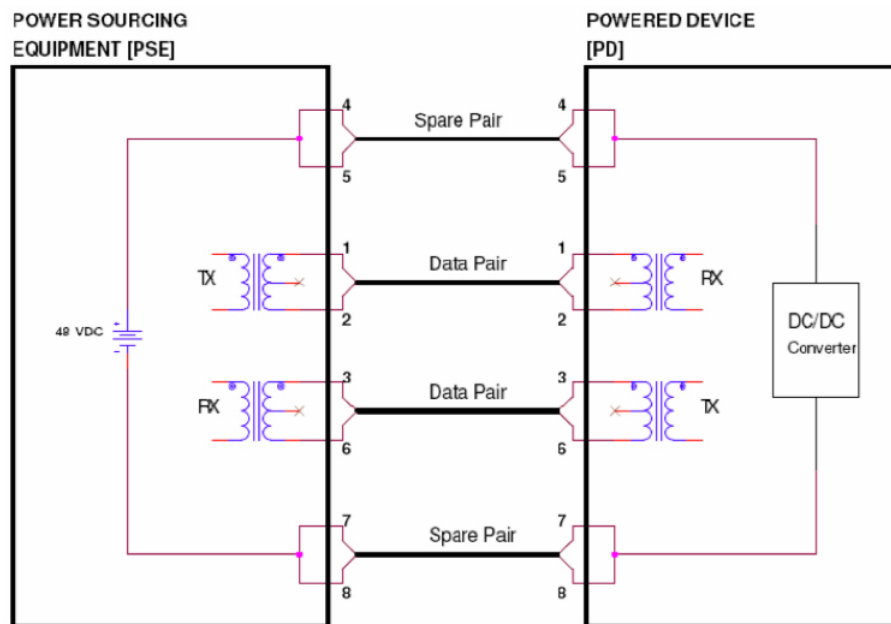 POWER SOURCING
EQUIPMENT [PSE]
POWERED DEVICE
[PD]
4
Spare Pair
4
5
5
1
Data Pair
1
TX
RX
2
2
48 VDC
DC/DC
Converter
3
Data Pair
3
RX
TX
6
6
7
Spare Pair
7
8
8